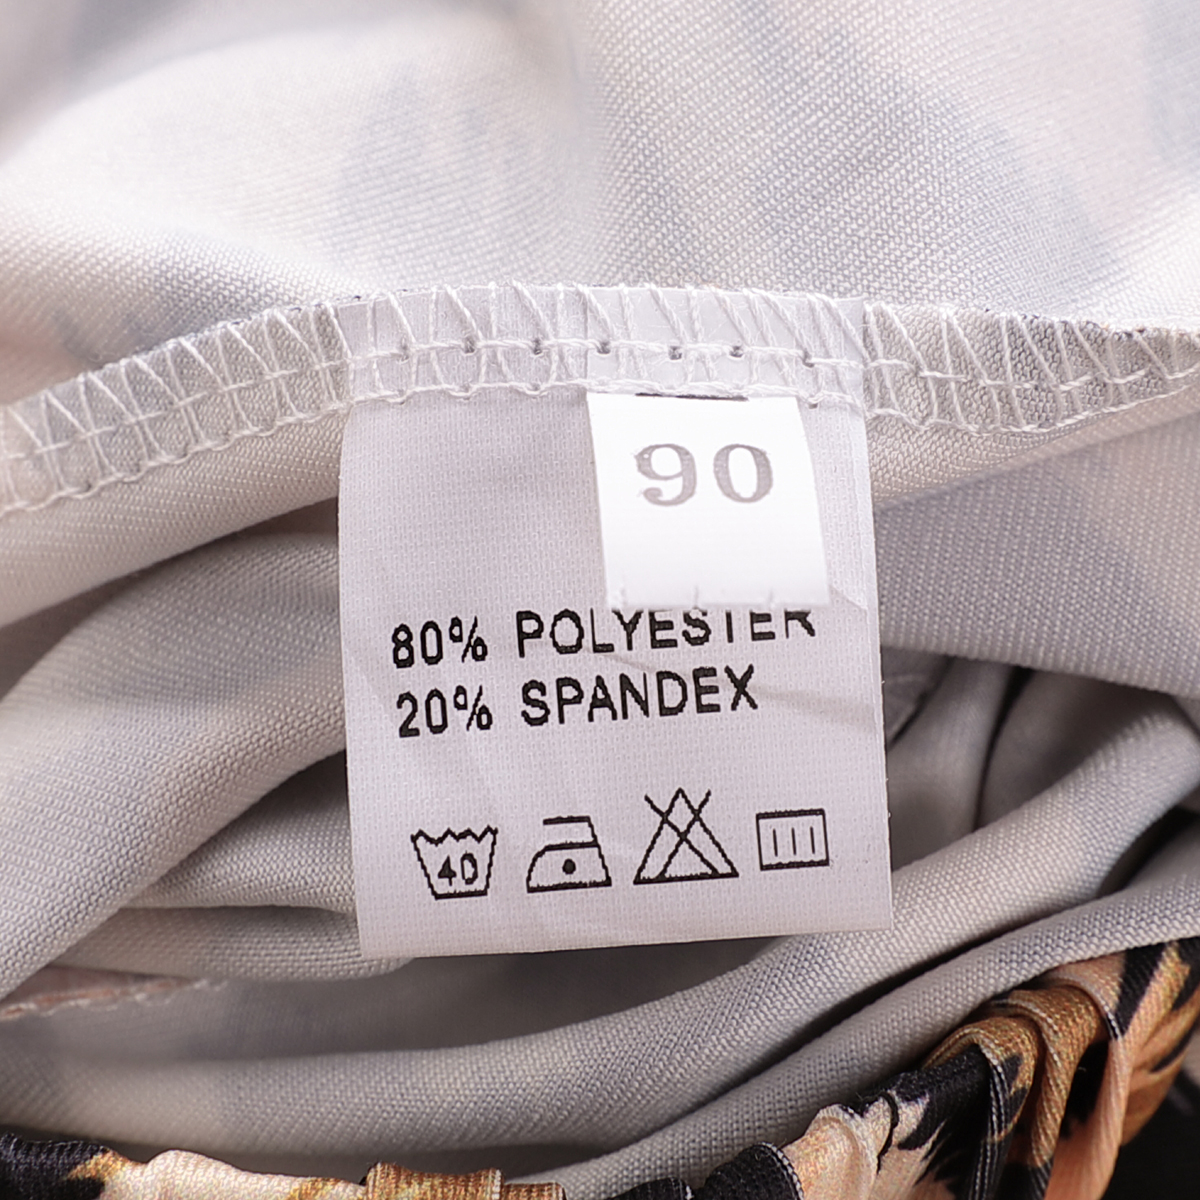 90
80% POLYESTER
20% SPANDEX
40